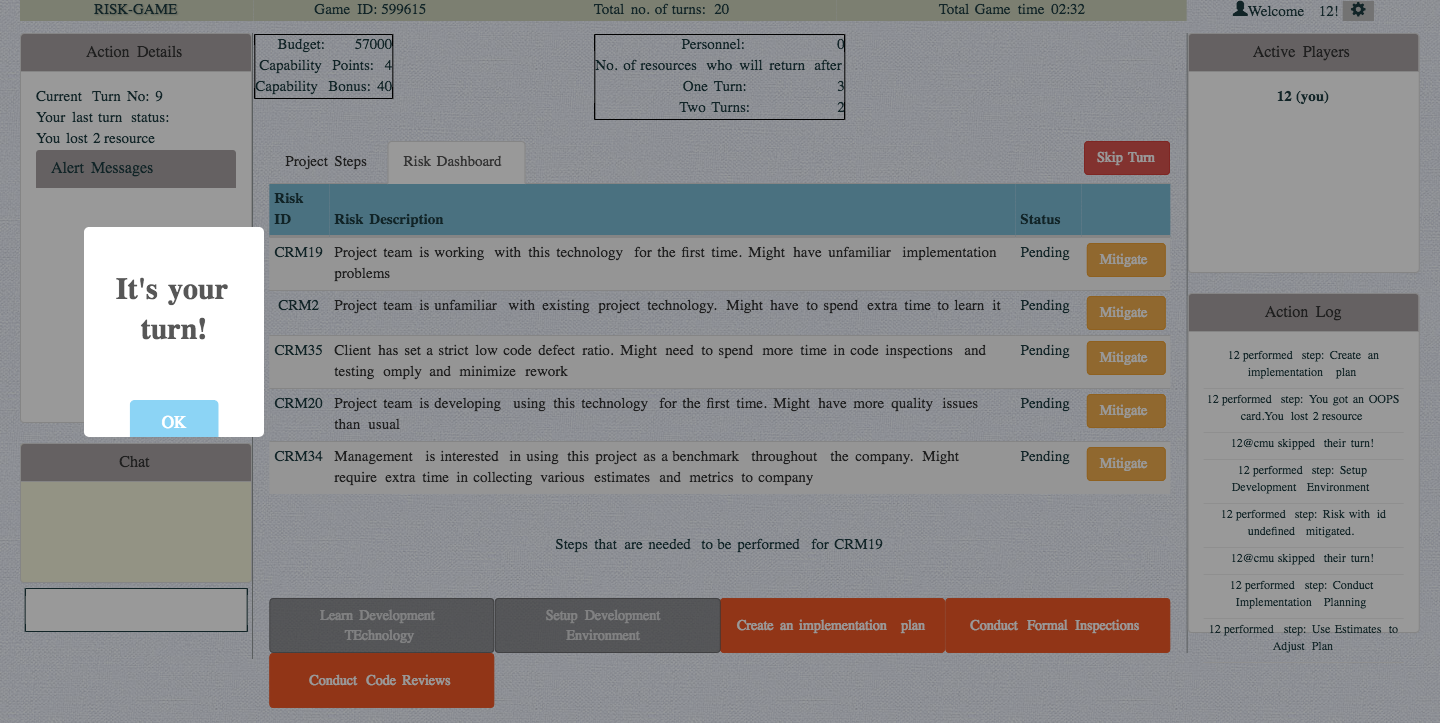 RISK-GAME
Game ID: 599615
Total no. of turns: 20
Total Game time 02:32
Welcome 12!
Action Details
Current Turn No: 9
Your last turn status:
You lost 2 resource
Alert Messages
It's your
turn!
OK
Chat
Budget: 57000
Capability Points: 4
Capability Bonus: 40
Personnel: 0
No. of resources who will return after
One Turn: 3
Two Turns: 2
Project Steps
Risk Dashboard
Skip Turn
Risk
ID
Risk Description
Status
CRM19 Project team is working with this technology for the first time. Might have unfamiliar implementation Pending Mitigate
problems
CRM2 Project team is unfamiliar with existing project technology. Might have to spend extra time to learn it Pending Mitigate
CRM35 Client has set a strict low code defect ratio. Might need to spend more time in code inspections and Pending Mitigate
testing omply and minimize rework
CRM20 Project team is developing using this technology for the first time. Might have more quality issues Pending Mitigate
than usual
CRM34 Management is interested in using this project as a benchmark throughout the company. Might Pending Mitigate
require extra time in collecting various estimates and metrics to company
Steps that are needed to be performed for CRM19
Learn Development
TEchnology
Setup Development
Environment
Create an implementation plan
Conduct Formal Inspections
Conduct Code Reviews
Active Players
12 (you)
Action Log
12 performed step: Create an
implementation plan
12 performed step: You got an OOPS
card.You lost 2 resource
12@cmu skipped their turn!
12 performed step: Setup
Development Environment
12 performed step: Risk with id
undefined mitigated.
12@cmu skipped their turn!
12 performed step: Conduct
Implementation Planning
12 performed step: Use Estimates to
Adjust Plan